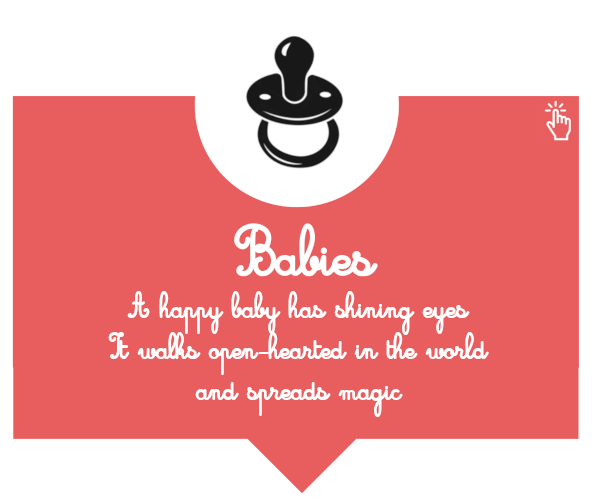 Babies
A happy baby has shining eyes
It walks open-hearted in the world
and spreads magic